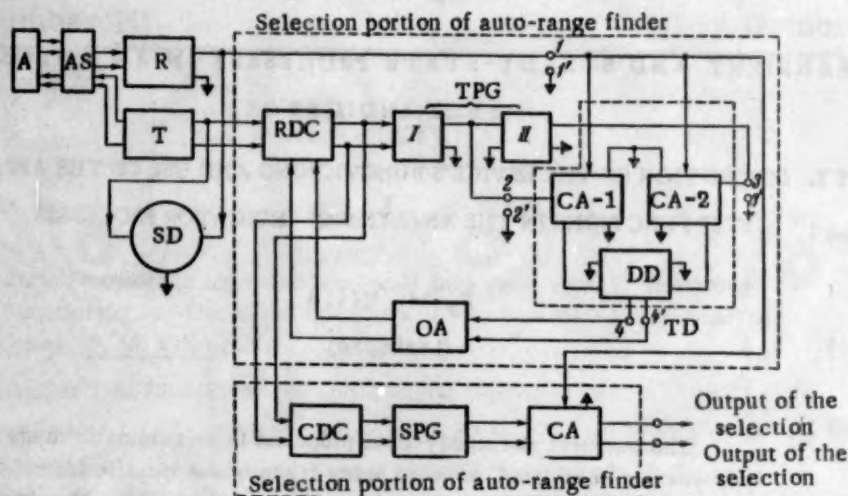 Selection portion of auto-range finder
A
AS
R
1
1'
TPG
T
RDC
I
II
2
2'
CA-1
CA-2
3
3'
SD
DD
OA
4
4'
TD
CDC
SPG
CA
Output of the
selection
Output of the
selection
Selection portion of auto-range finder